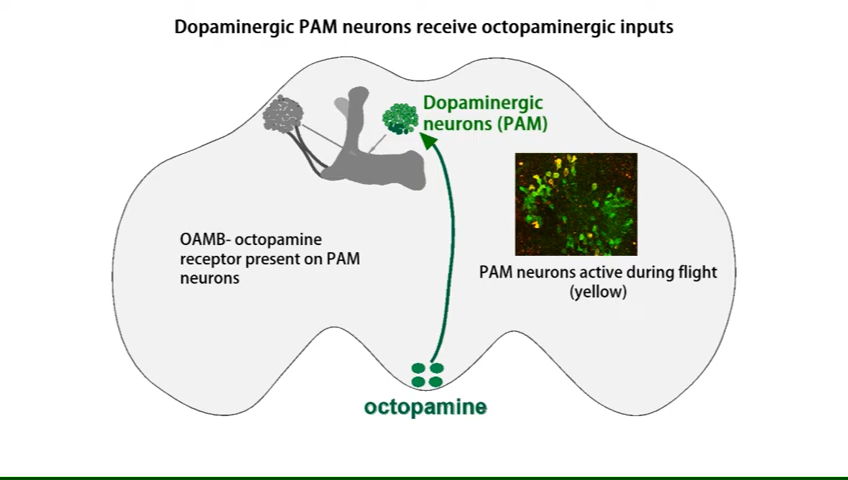 Dopaminergic PAM neurons receive octopaminergic inputs
Dopaminergic
neurons (PAM)
OAMB- octopamine
receptor present on PAM
neurons
PAM neurons active during flight
(yellow)
octopamine